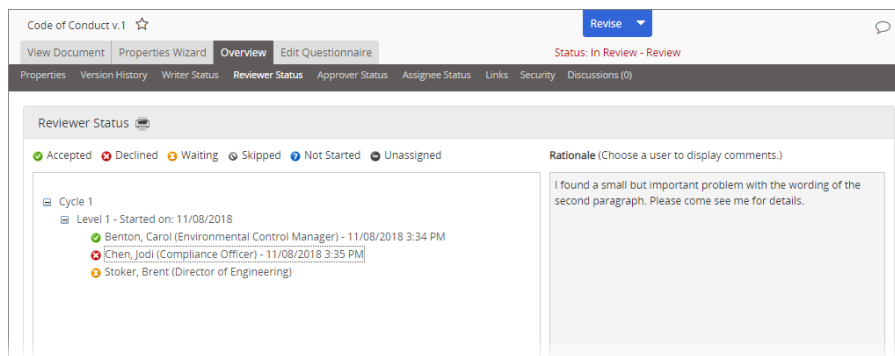 Code of Conduct v.1
Revise
View Document Properties Wizard Overview Edit Questionnaire
Status: In Review - Review
Properties Version History Writer Status Reviewer Status Approver Status Assignee Status Links Security Discussions (0)
Reviewer Status
Accepted Declined Waiting Skipped Not Started Unassigned
Rationale (Choose a user to display comments.)
Cycle 1
Level 1 - Started on: 11/08/2018
Benton, Carol (Environmental Control Manager) - 11/08/2018 3:34 PM
Chen, Jodi (Compliance Officer) - 11/08/2018 3:35 PM
Stoker, Brent (Director of Engineering)
I found a small but important problem with the wording of the
second paragraph. Please come see me for details.